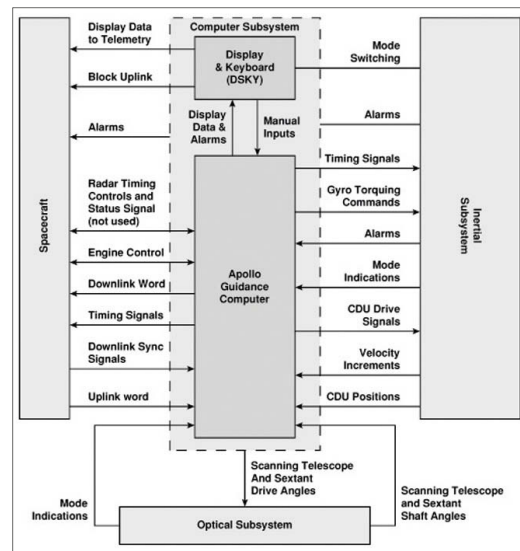 Computer Subsystem
Display Data
to Telemetry
Block Uplink
Alarms
Radar Timing
Controls and
Status Signal
(not used)
Engine Control
Downlink Word
Timing Signals
Downlink Sync
Signals
Uplink word
Spacecraft
Display
& Keyboard
(DSKY)
Display
Data &
Alarms
Manual
Inputs
Apollo
Guidance
Computer
Mode
Switching
Alarms
Timing Signals
Gyro Torquing
Commands
Alarms
Mode
Indications
CDU Drive
Signals
Velocity
Increments
CDU Positions
Inertial
Subsystem
Mode
Indications
Scanning Telescope
And Sextant
Drive Angles
Scanning Telescope
and Sextant
Shaft Angles
Optical Subsystem